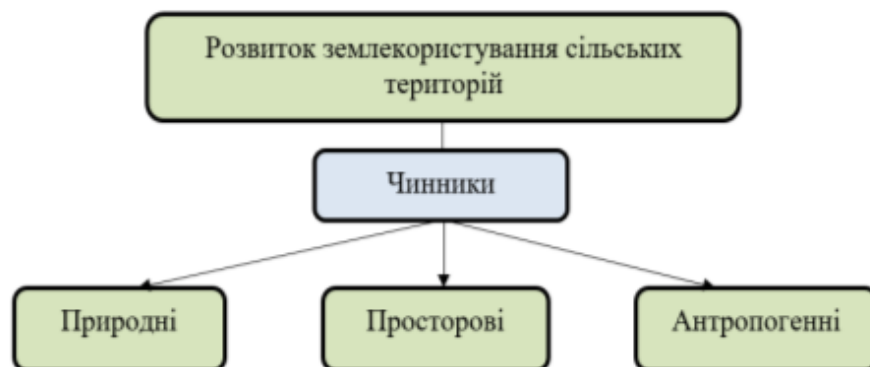 Розвиток землекористування сільських
територій
Чинники
Природні
Просторові
Антропогенні